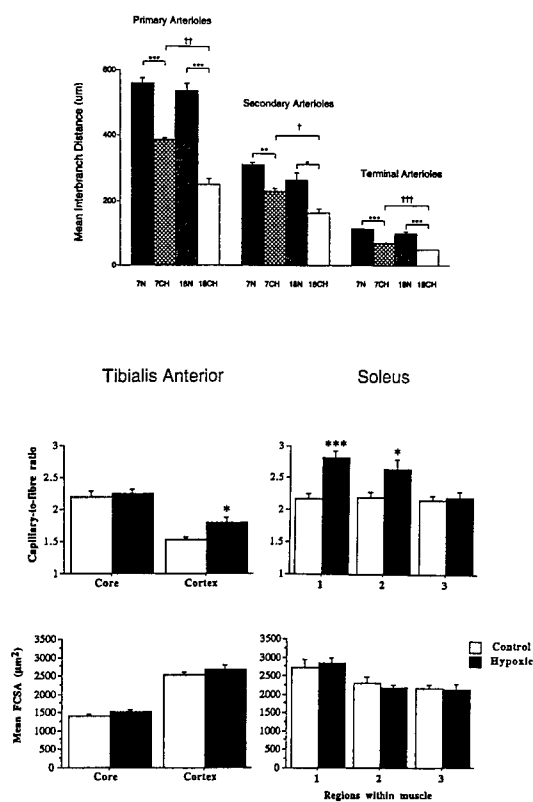 Primary Arterioles
††
*** ***
Secondary Arterioles
†
** *
Terminal Arterioles
†††
*** ***
Mean Interbranch Distance (um)
600
400
200
0
7N 7CH 18N 18CH 7N 7CH 18N 18CH 7N 7CH 18N 18CH
Tibialis Anterior Soleus
Capillary-to-fibre ratio
3
2.5
2
1.5
1
*
Core Cortex
3
2.5
2
1.5
1
*** *
1 2 3
Mean FCSA (µm²)
3500
3000
2500
2000
1500
1000
500
0
Core Cortex
3500
3000
2500
2000
1500
1000
500
0
1 2 3
Regions within muscle
Control
Hypoxic